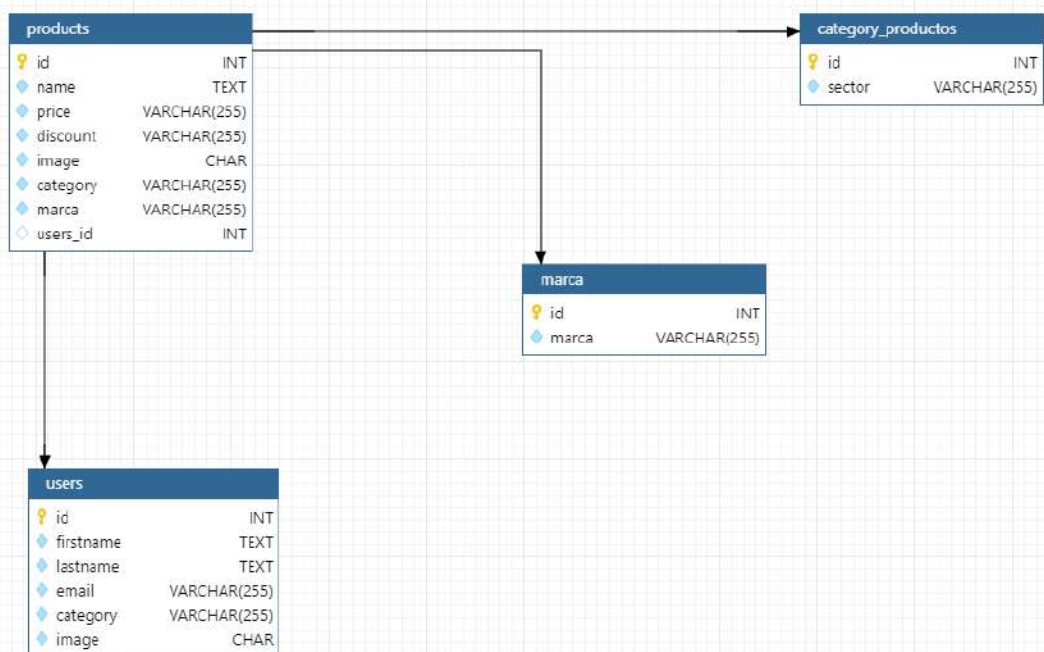 products
id INT
name TEXT
price VARCHAR(255)
discount VARCHAR(255)
image CHAR
category VARCHAR(255)
marca VARCHAR(255)
users_id INT
category_productos
id INT
sector VARCHAR(255)
marca
id INT
marca VARCHAR(255)
users
id INT
firstname TEXT
lastname TEXT
email VARCHAR(255)
category VARCHAR(255)
image CHAR